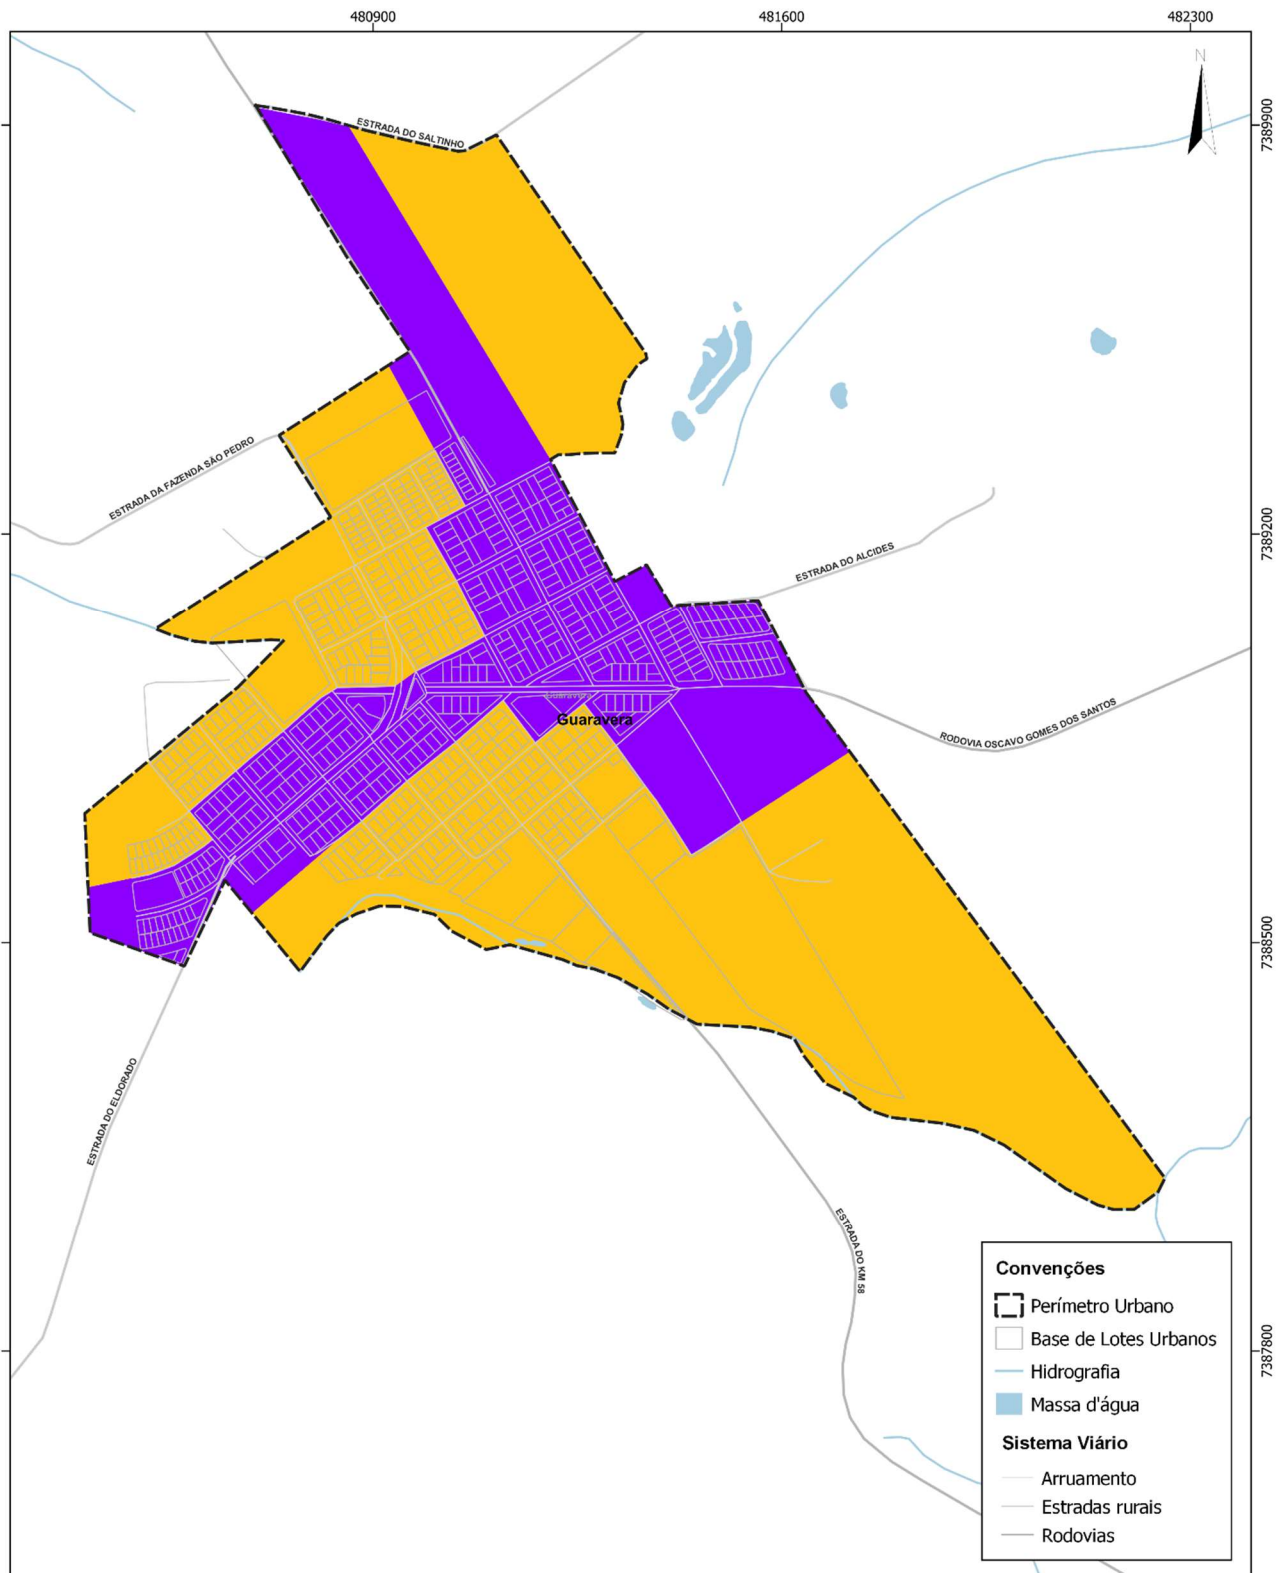 480900
481600
482300
N
7389900
ESTRADA DO SALTINHO
ESTRADA DA FAZENDA SÃO PEDRO
7389200
ESTRADA DO ALCIDES
Guaravera
Guaravera
RODOVIA OSCAVO GOMES DOS SANTOS
7388500
ESTRADA DO ELDORADO
ESTRADA DO KM 58
7387800
Convenções
Perímetro Urbano
Base de Lotes Urbanos
Hidrografia
Massa d'água
Sistema Viário
Arruamento
Estradas rurais
Rodovias